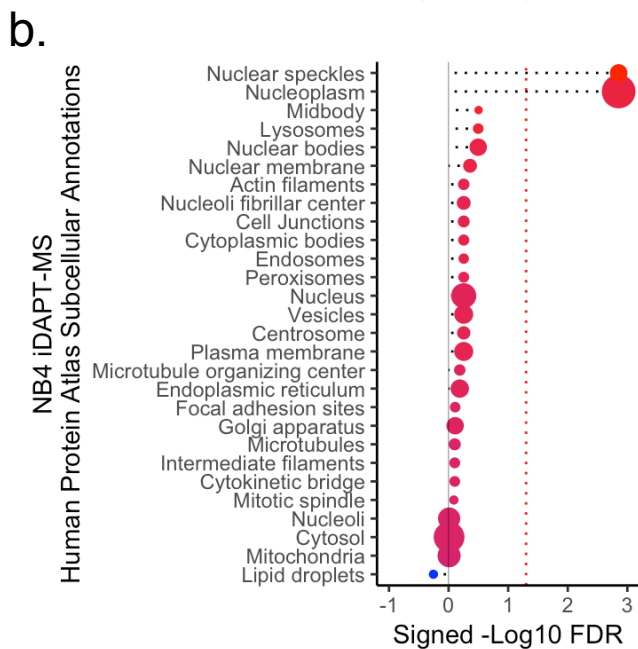 b.
NB4 iDAPT-MS
Human Protein Atlas Subcellular Annotations
Nuclear speckles
Nucleoplasm
Midbody
Lysosomes
Nuclear bodies
Nuclear membrane
Actin filaments
Nucleoli fibrillar center
Cell Junctions
Cytoplasmic bodies
Endosomes
Peroxisomes
Nucleus
Vesicles
Centrosome
Plasma membrane
Microtubule organizing center
Endoplasmic reticulum
Focal adhesion sites
Golgi apparatus
Microtubules
Intermediate filaments
Cytokinetic bridge
Mitotic spindle
Nucleoli
Cytosol
Mitochondria
Lipid droplets
-1 0 1 2 3
Signed -Log10 FDR